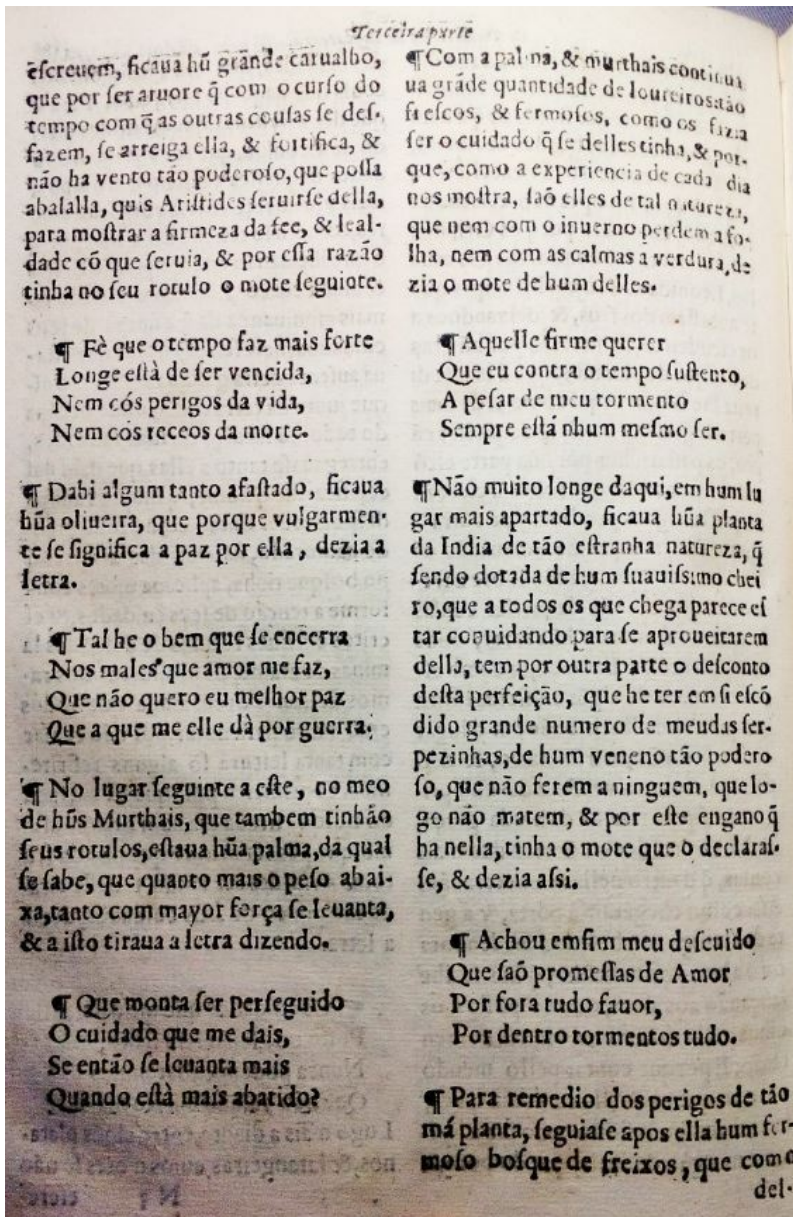 Terceira parte
ẽscreuem, ficaua hũ grande carualho,
que por ser aruore q̃ com o curso do
tempo com q̃ as outras cousas se des-
fazem, se arreiga ella, & fortifica, &
não ha vento tão poderoso, que possa
abalalla, quis Aristides seruirse della,
para mostrar a firmeza da fee, & leal-
dade cõ que seruia, & por essa razão
tinha no seu rotulo o mote seguiote.
¶ Fè que o tempo faz mais forte
Longe està de ser vencida,
Nem cós perigos da vida,
Nem cós receos da morte.
¶ Dahi algum tanto afastado, ficaua
hũa oliueira, que porque vulgarmen-
te se significa a paz por ella, dezia a
letra.
¶ Tal he o bem que se encerra
Nos males que amor me faz,
Que não quero eu melhor paz
Que a que me elle dà por guerra.
¶ No lugar seguinte a este, no meo
de hũs Murthais, que tambem tinhão
seus rotulos, estaua hũa palma, da qual
se sabe, que quanto mais o peso abai-
xa, tanto com mayor força se leuanta,
& a isto tiraua a letra dizendo.
¶ Que monta ser perseguido
O cuidado que me dais,
Se então se leuanta mais
Quando està mais abatido?
¶ Com a palma, & murthais continua
ua grãde quantidade de loureiros tão
frescos, & fermosos, como os fazia
ser o cuidado q̃ se delles tinha, & por-
que, como a experiencia de cada dia
nos mostra, saõ elles de tal natureza,
que nem com o inuerno perdem a fo-
lha, nem com as calmas a verdura, de
zia o mote de hum delles.
¶ Aquelle firme querer
Que eu contra o tempo sustento,
A pesar de meu tormento
Sempre està nhum mesmo ser.
¶ Não muito longe daqui, em hum lu
gar mais apartado, ficaua hũa planta
da India de tão estranha natureza, q̃
sendo dotada de hum suauissimo chei
ro, que a todos os que chega parece es
tar conuidando para se aproueitarem
della, tem por outra parte o desconto
desta perfeição, que he ter em si escõ
dido grande numero de meudas ser-
pezinhas, de hum veneno tão podero
so, que não ferem a ninguem, que lo-
go não matem, & por este engano q̃
ha nella, tinha o mote que o declaras-
se, & dezia assi.
¶ Achou emfim meu descuido
Que saõ promessas de Amor
Por fora tudo fauor,
Por dentro tormentos tudo.
¶ Para remedio dos perigos de tão
má planta, seguiase apos ella hum fer-
moso bosque de freixos, que como
del-